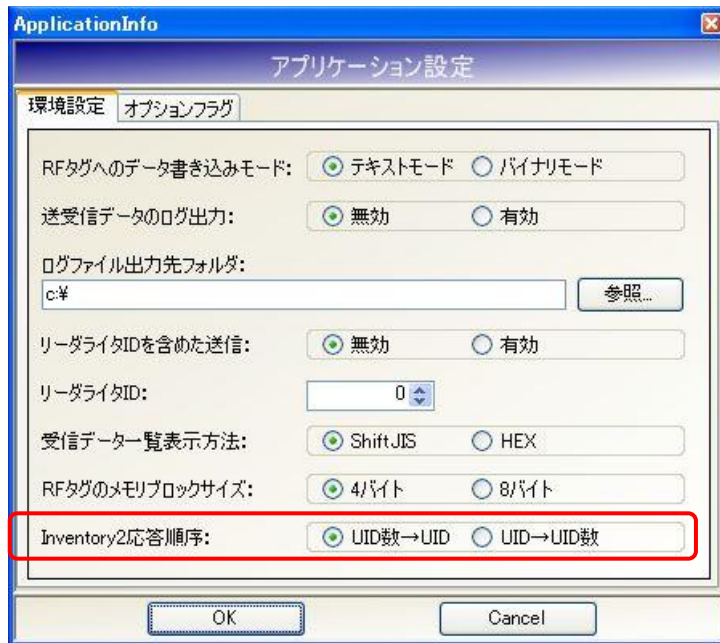 ApplicationInfo
アプリケーション設定
環境設定 オプションフラグ
RFタグへのデータ書き込みモード: テキストモード バイナリモード
送受信データのログ出力: 無効 有効
ログファイル出力先フォルダ:
c:¥ 参照...
リーダライタIDを含めた送信: 無効 有効
リーダライタID: 0
受信データ一覧表示方法: ShiftJIS HEX
RFタグのメモリブロックサイズ: 4バイト 8バイト
Inventory2応答順序: UID数→UID UID→UID数
OK Cancel